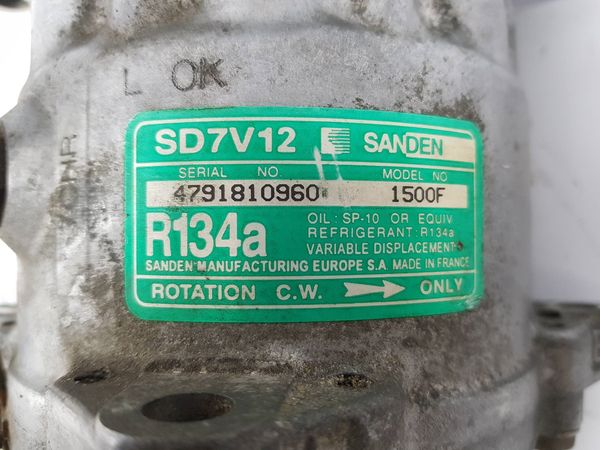 L OK
SD7V12 SANDEN
SERIAL NO. MODEL NO
4791810960 1500F
R134a
OIL: SP-10 OR EQUIV
REFRIGERANT: R134a
VARIABLE DISPLACEMENT
SANDEN MANUFACTURING EUROPE S.A. MADE IN FRANCE
ROTATION C.W. ONLY